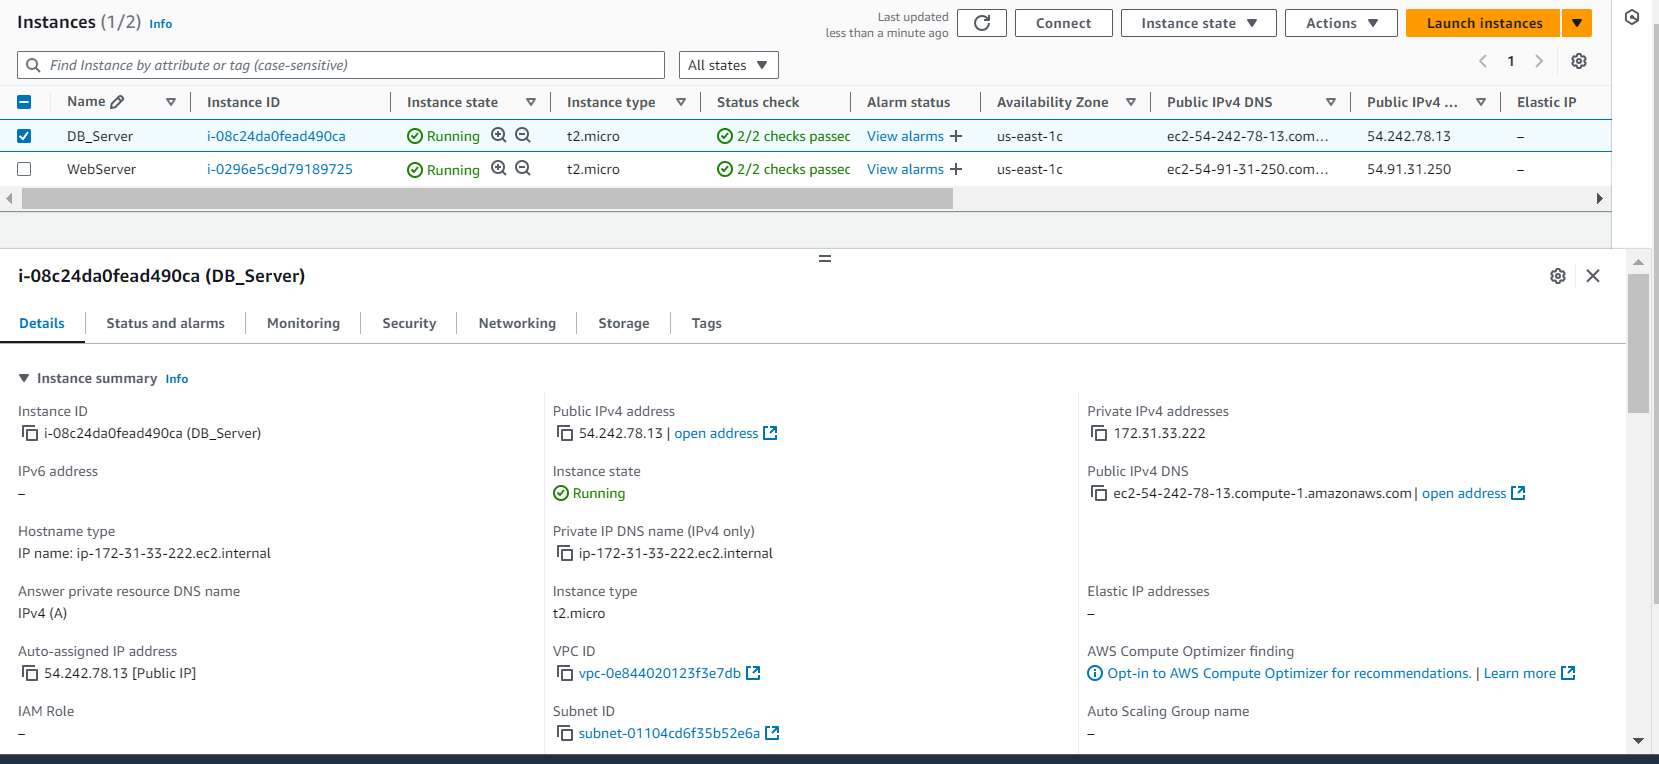 Instances (1/2) Info
Last updated
less than a minute ago
Connect
Instance state
Actions
Launch instances
Find Instance by attribute or tag (case-sensitive)
All states
1
Name Instance ID Instance state Instance type Status check Alarm status Availability Zone Public IPv4 DNS Public IPv4 ... Elastic IP
DB_Server i-08c24da0fead490ca Running t2.micro 2/2 checks passec View alarms us-east-1c ec2-54-242-78-13.com... 54.242.78.13 –
WebServer i-0296e5c9d79189725 Running t2.micro 2/2 checks passec View alarms us-east-1c ec2-54-91-31-250.com... 54.91.31.250 –
i-08c24da0fead490ca (DB_Server)
Details Status and alarms Monitoring Security Networking Storage Tags
Instance summary Info
Instance ID
i-08c24da0fead490ca (DB_Server)
Public IPv4 address
54.242.78.13 | open address
Private IPv4 addresses
172.31.33.222
IPv6 address
–
Instance state
Running
Public IPv4 DNS
ec2-54-242-78-13.compute-1.amazonaws.com | open address
Hostname type
IP name: ip-172-31-33-222.ec2.internal
Private IP DNS name (IPv4 only)
ip-172-31-33-222.ec2.internal
Answer private resource DNS name
IPv4 (A)
Instance type
t2.micro
Elastic IP addresses
–
Auto-assigned IP address
54.242.78.13 [Public IP]
VPC ID
vpc-0e844020123f3e7db
AWS Compute Optimizer finding
Opt-in to AWS Compute Optimizer for recommendations. | Learn more
IAM Role
–
Subnet ID
subnet-01104cd6f35b52e6a
Auto Scaling Group name
–